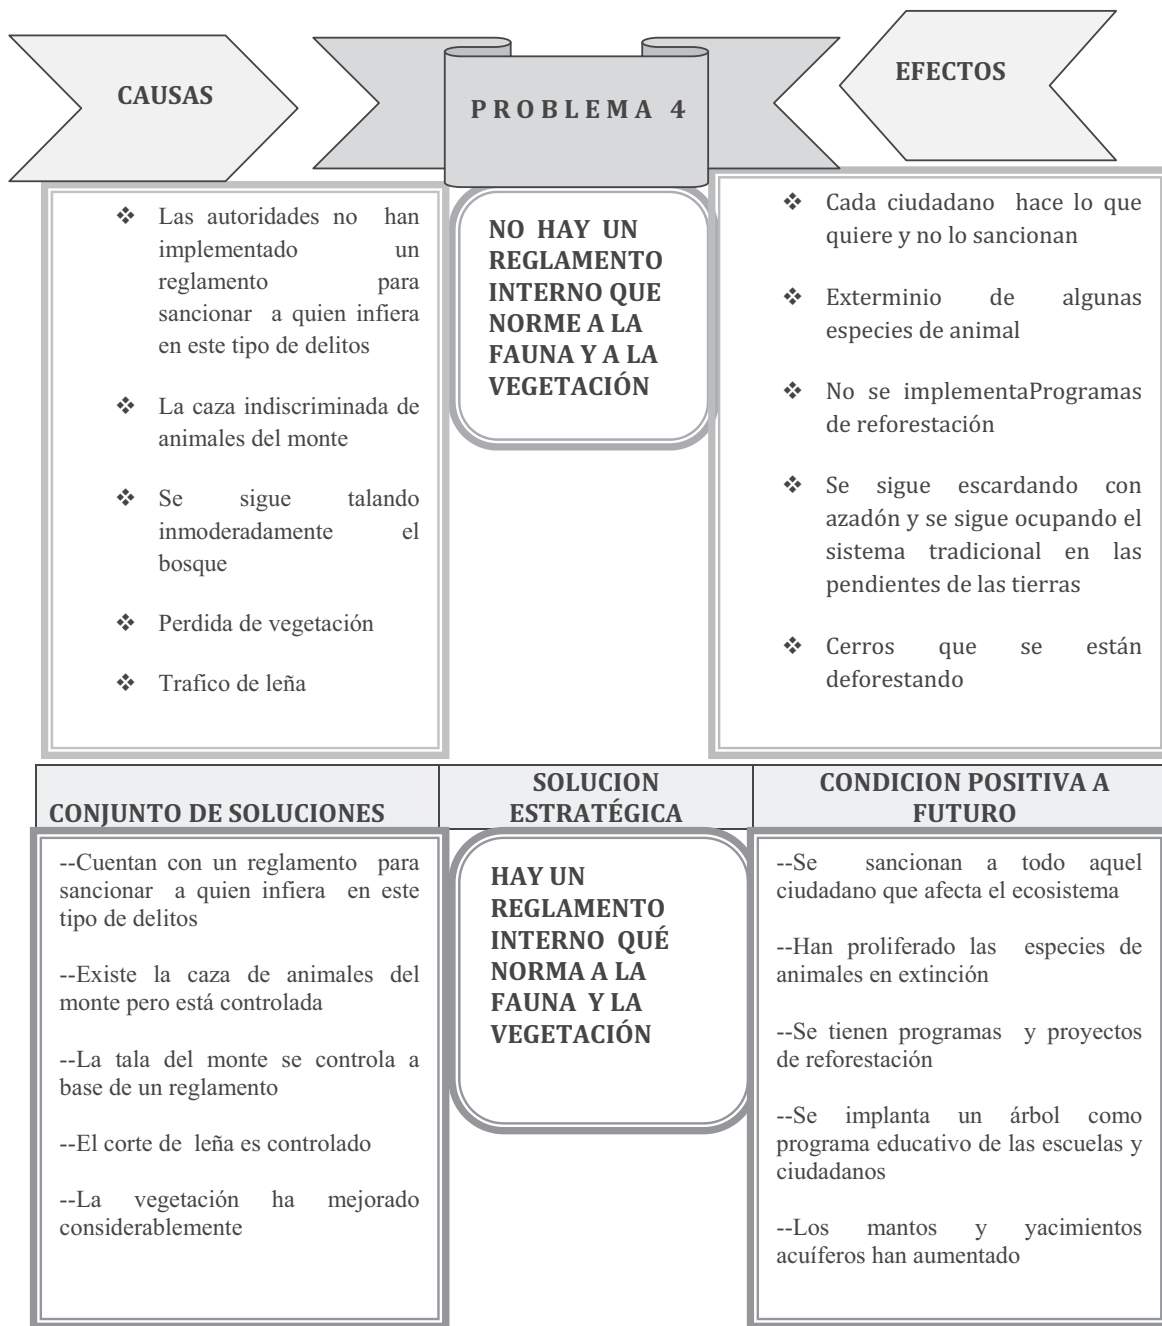 CAUSAS
PROBLEMA 4
EFECTOS
❖ Las autoridades no han
implementado un
reglamento para
sancionar a quien infiera
en este tipo de delitos
❖ La caza indiscriminada de
animales del monte
❖ Se sigue talando
inmoderadamente el
bosque
❖ Perdida de vegetación
❖ Trafico de leña
NO HAY UN
REGLAMENTO
INTERNO QUE
NORME A LA
FAUNA Y A LA
VEGETACIÓN
❖ Cada ciudadano hace lo que
quiere y no lo sancionan
❖ Exterminio de algunas
especies de animal
❖ No se implementaProgramas
de reforestación
❖ Se sigue escardando con
azadón y se sigue ocupando el
sistema tradicional en las
pendientes de las tierras
❖ Cerros que se están
deforestando
CONJUNTO DE SOLUCIONES
SOLUCION
ESTRATÉGICA
CONDICION POSITIVA A
FUTURO
--Cuentan con un reglamento para
sancionar a quien infiera en este
tipo de delitos
--Existe la caza de animales del
monte pero está controlada
--La tala del monte se controla a
base de un reglamento
--El corte de leña es controlado
--La vegetación ha mejorado
considerablemente
HAY UN
REGLAMENTO
INTERNO QUÉ
NORMA A LA
FAUNA Y LA
VEGETACIÓN
--Se sancionan a todo aquel
ciudadano que afecta el ecosistema
--Han proliferado las especies de
animales en extinción
--Se tienen programas y proyectos
de reforestación
--Se implanta un árbol como
programa educativo de las escuelas y
ciudadanos
--Los mantos y yacimientos
acuíferos han aumentado